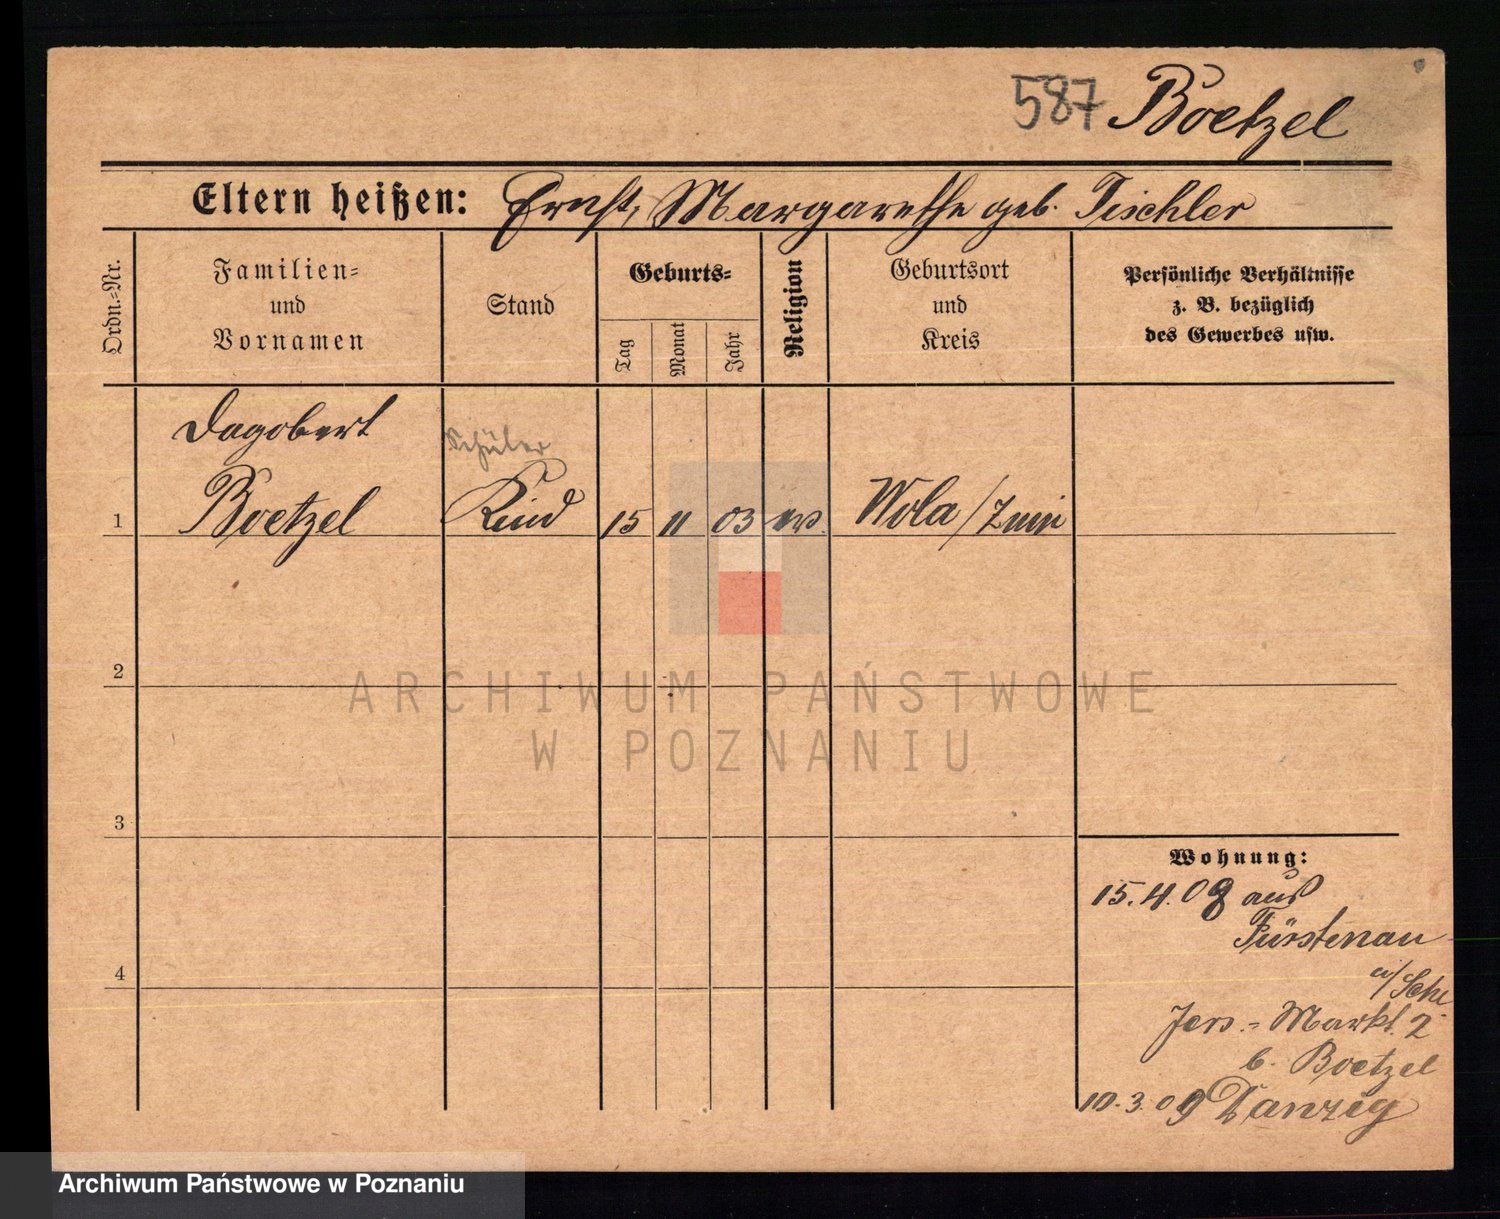 587 Boetzel
Eltern heißen: Ernst, Margarethe geb. Tischler
Ordn.-Nr.
Familien-
und
Vornamen
Stand
Geburts-
Tag
Monat
Jahr
Religion
Geburtsort
und
Kreis
Persönliche Verhältnisse
z. B. bezüglich
des Gewerbes usw.
Dagobert
Schüler
1 Boetzel Kind 15 11 03 ev. Wola/Znin
2
ARCHIWUM PAŃSTWOWE
W POZNANIU
3
Wohnung:
15.4.08 aus
Fürstenau
4
Jers.-Markt. 2
b. Boetzel
10.3.09 Danzig
Archiwum Państwowe w Poznaniu